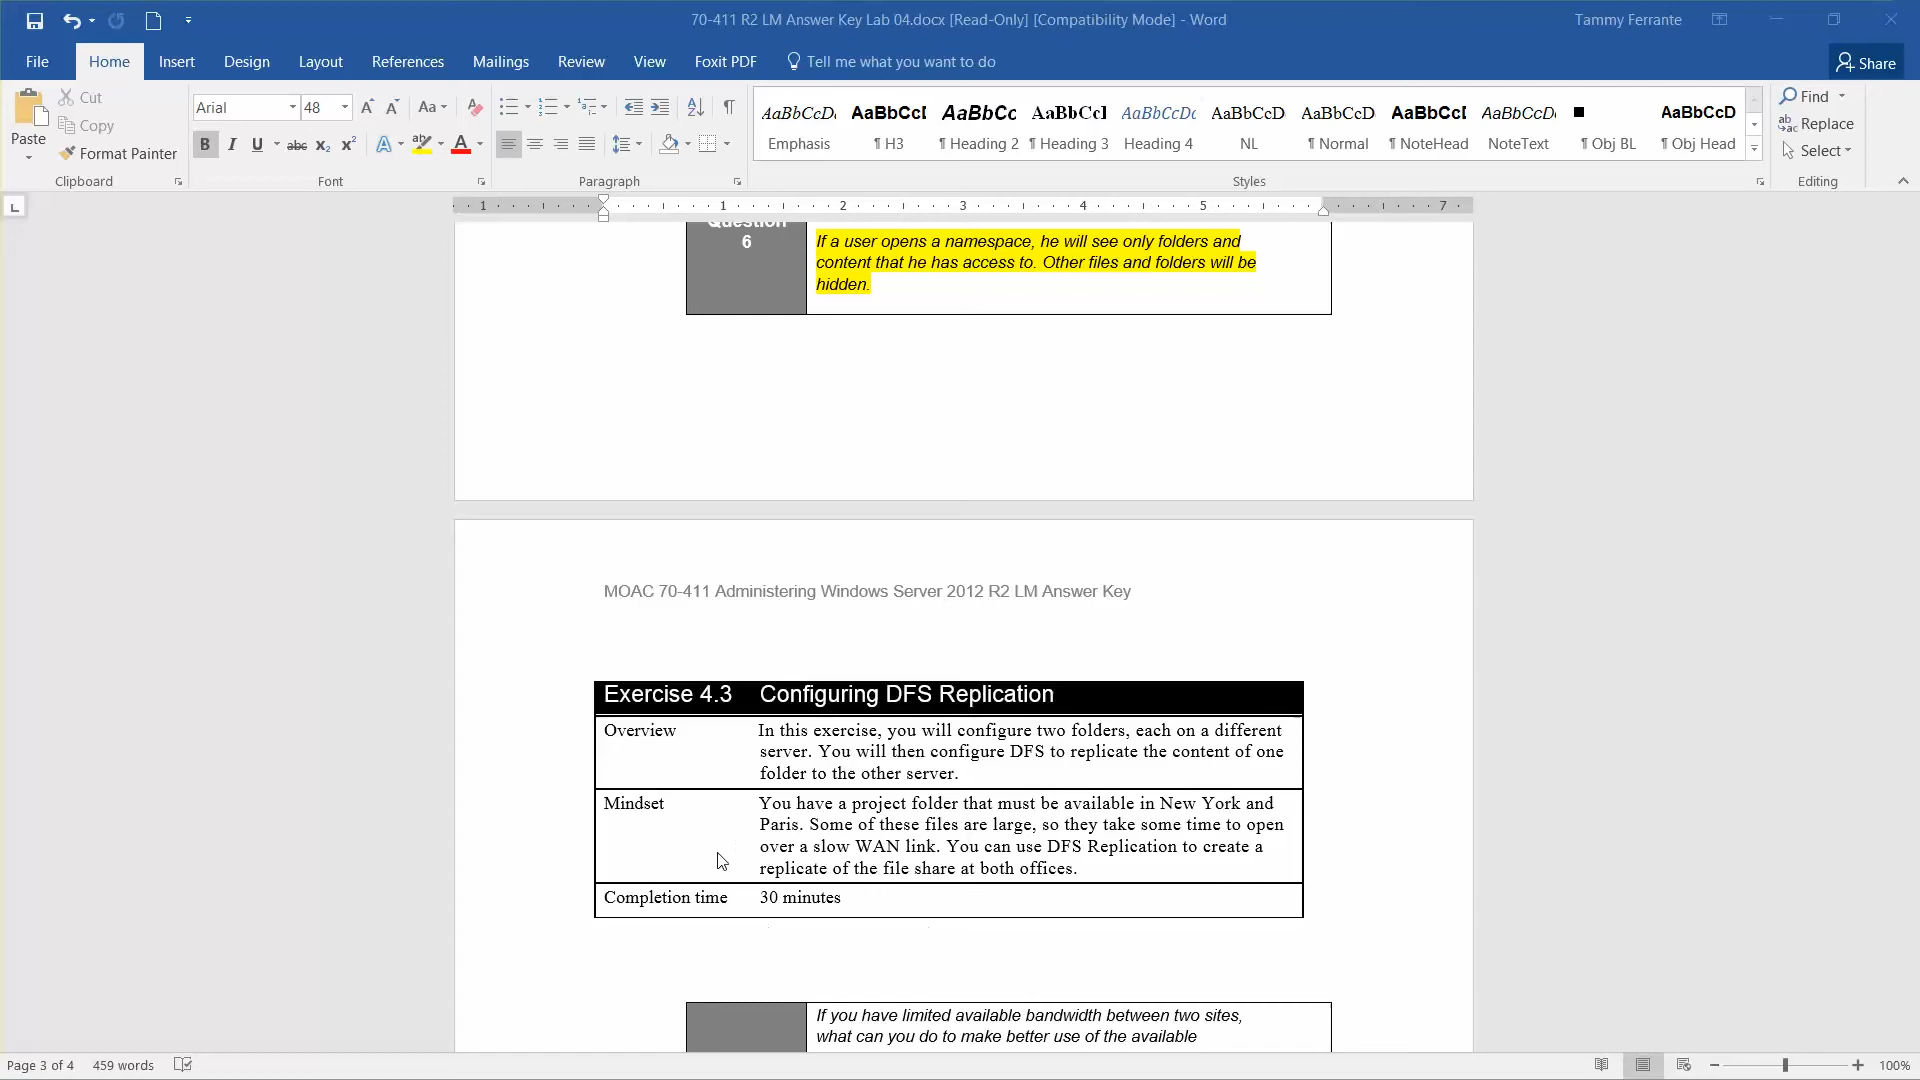 70-411 R2 LM Answer Key Lab 04.docx [Read-Only] [Compatibility Mode] - Word
Tammy Ferrante
File Home Insert Design Layout References Mailings Review View Foxit PDF Tell me what you want to do Share
Paste
Cut
Copy
Format Painter
Clipboard
Arial 48
Font
Paragraph
AaBbCcD Emphasis
AaBbCcI ¶ H3
AaBbCc ¶ Heading 2
AaBbCcI ¶ Heading 3
AaBbCcDc Heading 4
AaBbCcD NL
AaBbCcD ¶ Normal
AaBbCcI ¶ NoteHead
AaBbCcD NoteText
¶ Obj BL
AaBbCcD ¶ Obj Head
Styles
Find
Replace
Select
Editing
1 1 2 3 4 5 7
Question
6
If a user opens a namespace, he will see only folders and
content that he has access to. Other files and folders will be
hidden.
MOAC 70-411 Administering Windows Server 2012 R2 LM Answer Key
Exercise 4.3 Configuring DFS Replication
Overview In this exercise, you will configure two folders, each on a different
server. You will then configure DFS to replicate the content of one
folder to the other server.
Mindset You have a project folder that must be available in New York and
Paris. Some of these files are large, so they take some time to open
over a slow WAN link. You can use DFS Replication to create a
replicate of the file share at both offices.
Completion time 30 minutes
If you have limited available bandwidth between two sites,
what can you do to make better use of the available
Page 3 of 4 459 words 100%